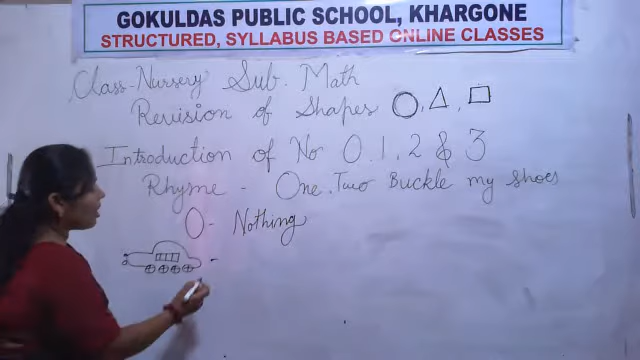 GOKULDAS PUBLIC SCHOOL, KHARGONE
STRUCTURED, SYLLABUS BASED ONLINE CLASSES
Class-Nursery Sub. Math
Revision of Shapes
Introduction of No 0, 1, 2 & 3
Rhyme - One, Two Buckle my Shoes
0 - Nothing